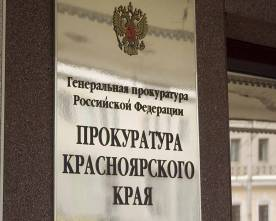 Генеральная прокуратура
Российской Федерации
ПРОКУРАТУРА
КРАСНОЯРСКОГО
КРАЯ